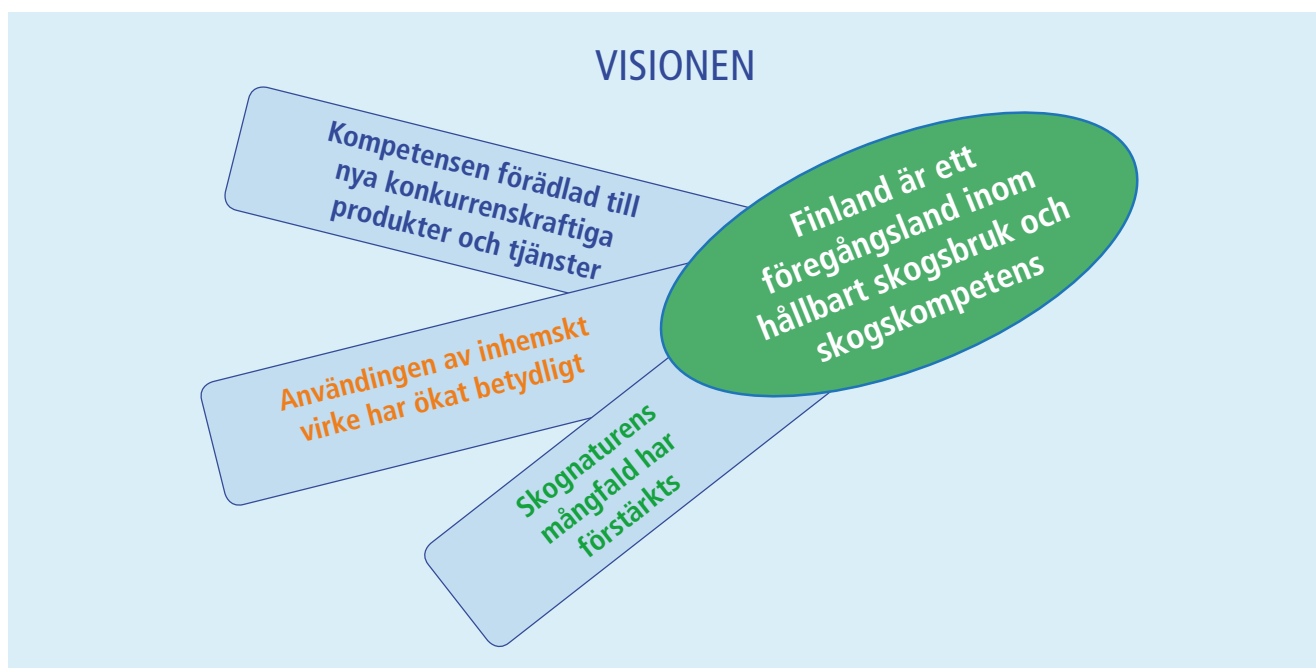 VISIONEN
Kompetensen förädlad till
nya konkurrenskraftiga
produkter och tjänster
Finland är ett
föregångsland inom
hållbart skogsbruk och
skogskompetens
Användingen av inhemskt
virke har ökat betydligt
Skognaturens
mångfald har
förstärkts